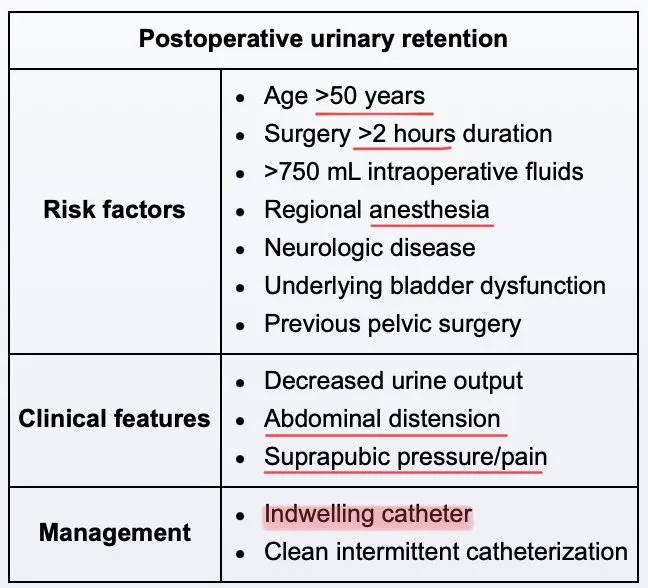 Postoperative urinary retention
Risk factors
• Age >50 years
• Surgery >2 hours duration
• >750 mL intraoperative fluids
• Regional anesthesia
• Neurologic disease
• Underlying bladder dysfunction
• Previous pelvic surgery
Clinical features
• Decreased urine output
• Abdominal distension
• Suprapubic pressure/pain
Management
• Indwelling catheter
• Clean intermittent catheterization